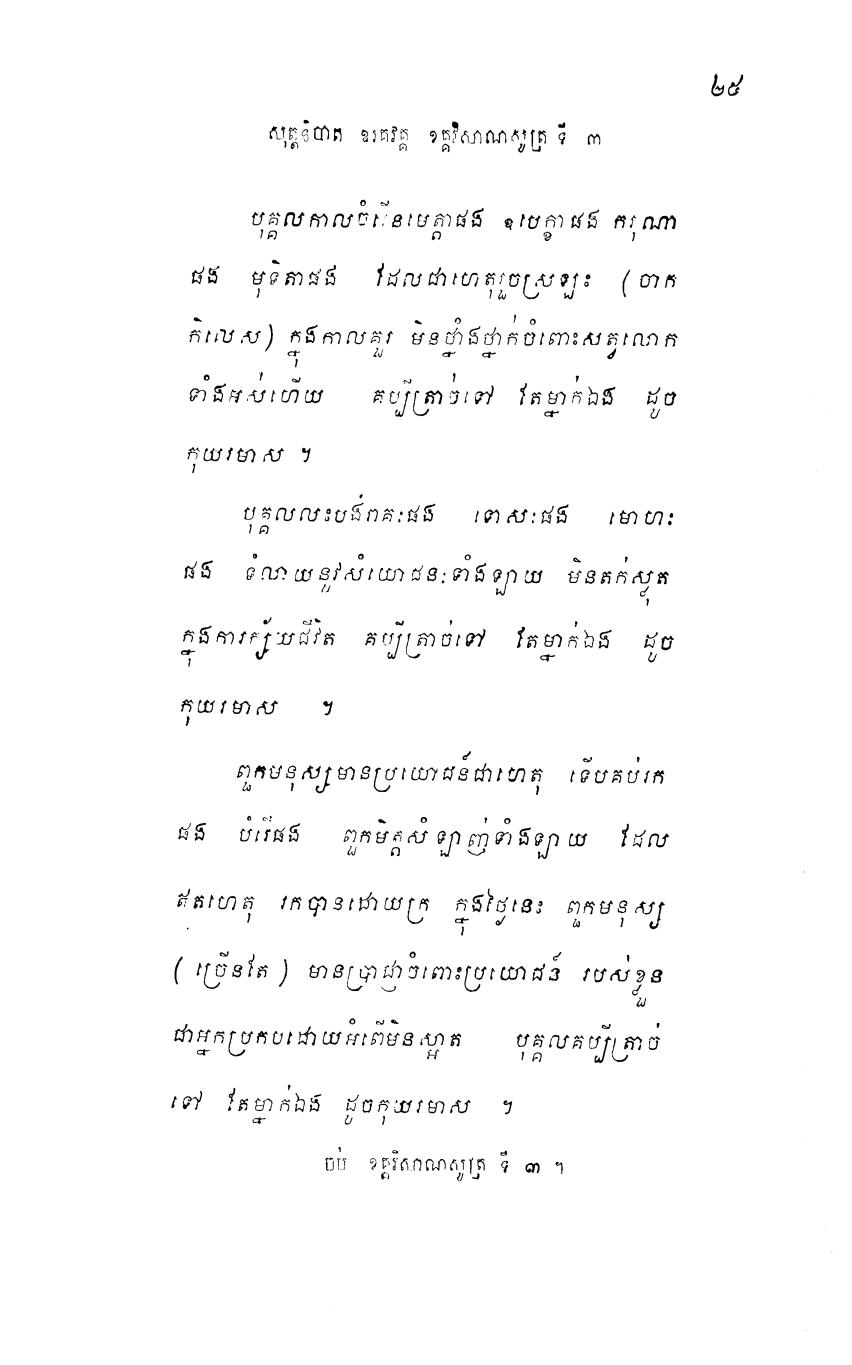 ២៥
សុត្តនិបាត ឧរគវគ្គ ខគ្គវិសាណសូត្រ ទី ៣
បុគ្គលកាលចំរើនមេត្តាផង ឧបេក្ខាផង ករុណា
ផង មុទិតាផង ដែលជាហេតុរួចស្រឡះ (ចាក
កិលេស) ក្នុងកាលគួរ មិនថ្នាំងថ្នាក់ចំពោះសត្វលោក
ទាំងអស់ហើយ គប្បីត្រាច់ទៅ តែម្នាក់ឯង ដូច
កុយរមាស ។
បុគ្គលលះបង់រាគៈផង ទោសៈផង មោហៈ
ផង ទំលាយនូវសំយោជនៈទាំងឡាយ មិនតក់ស្លុត
ក្នុងការក្ស័យជីវិត គប្បីត្រាច់ទៅ តែម្នាក់ឯង ដូច
កុយរមាស ។
ពួកមនុស្សមានប្រយោជន៍ជាហេតុ ទើបគប់រក
ផង បំរើផង ពួកមិត្តសំឡាញ់ទាំងឡាយ ដែល
ឥតហេតុ រកបានដោយក្រ ក្នុងថ្ងៃនេះ ពួកមនុស្ស
(ច្រើនតែ) មានប្រាជ្ញាចំពោះប្រយោជន៍ របស់ខ្លួន
ជាអ្នកប្រកបដោយអំពើមិនស្អាត បុគ្គលគប្បីត្រាច់
ទៅ តែម្នាក់ឯង ដូចកុយរមាស ។
ចប់ ខគ្គវិសាណសូត្រ ទី ៣ ។